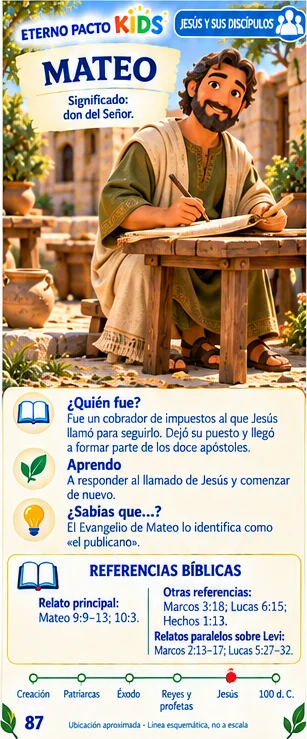 ETERNO PACTO KIDS
JESÚS Y SUS DISCÍPULOS
MATEO
Significado:
don del Señor.
¿Quién fue?
Fue un cobrador de impuestos al que Jesús
llamó para seguirlo. Dejó su puesto y llegó
a formar parte de los doce apóstoles.
Aprendo
A responder al llamado de Jesús y comenzar
de nuevo.
¿Sabías que...?
El Evangelio de Mateo lo identifica como
«el publicano».
REFERENCIAS BÍBLICAS
Relato principal:
Mateo 9:9–13; 10:3.
Otras referencias:
Marcos 3:18; Lucas 6:15;
Hechos 1:13.
Relatos paralelos sobre Levi:
Marcos 2:13–17; Lucas 5:27–32.
Creación
Patriarcas
Éxodo
Reyes y
profetas
Jesús
100 d. C.
87
Ubicación aproximada · Línea esquemática, no a escala